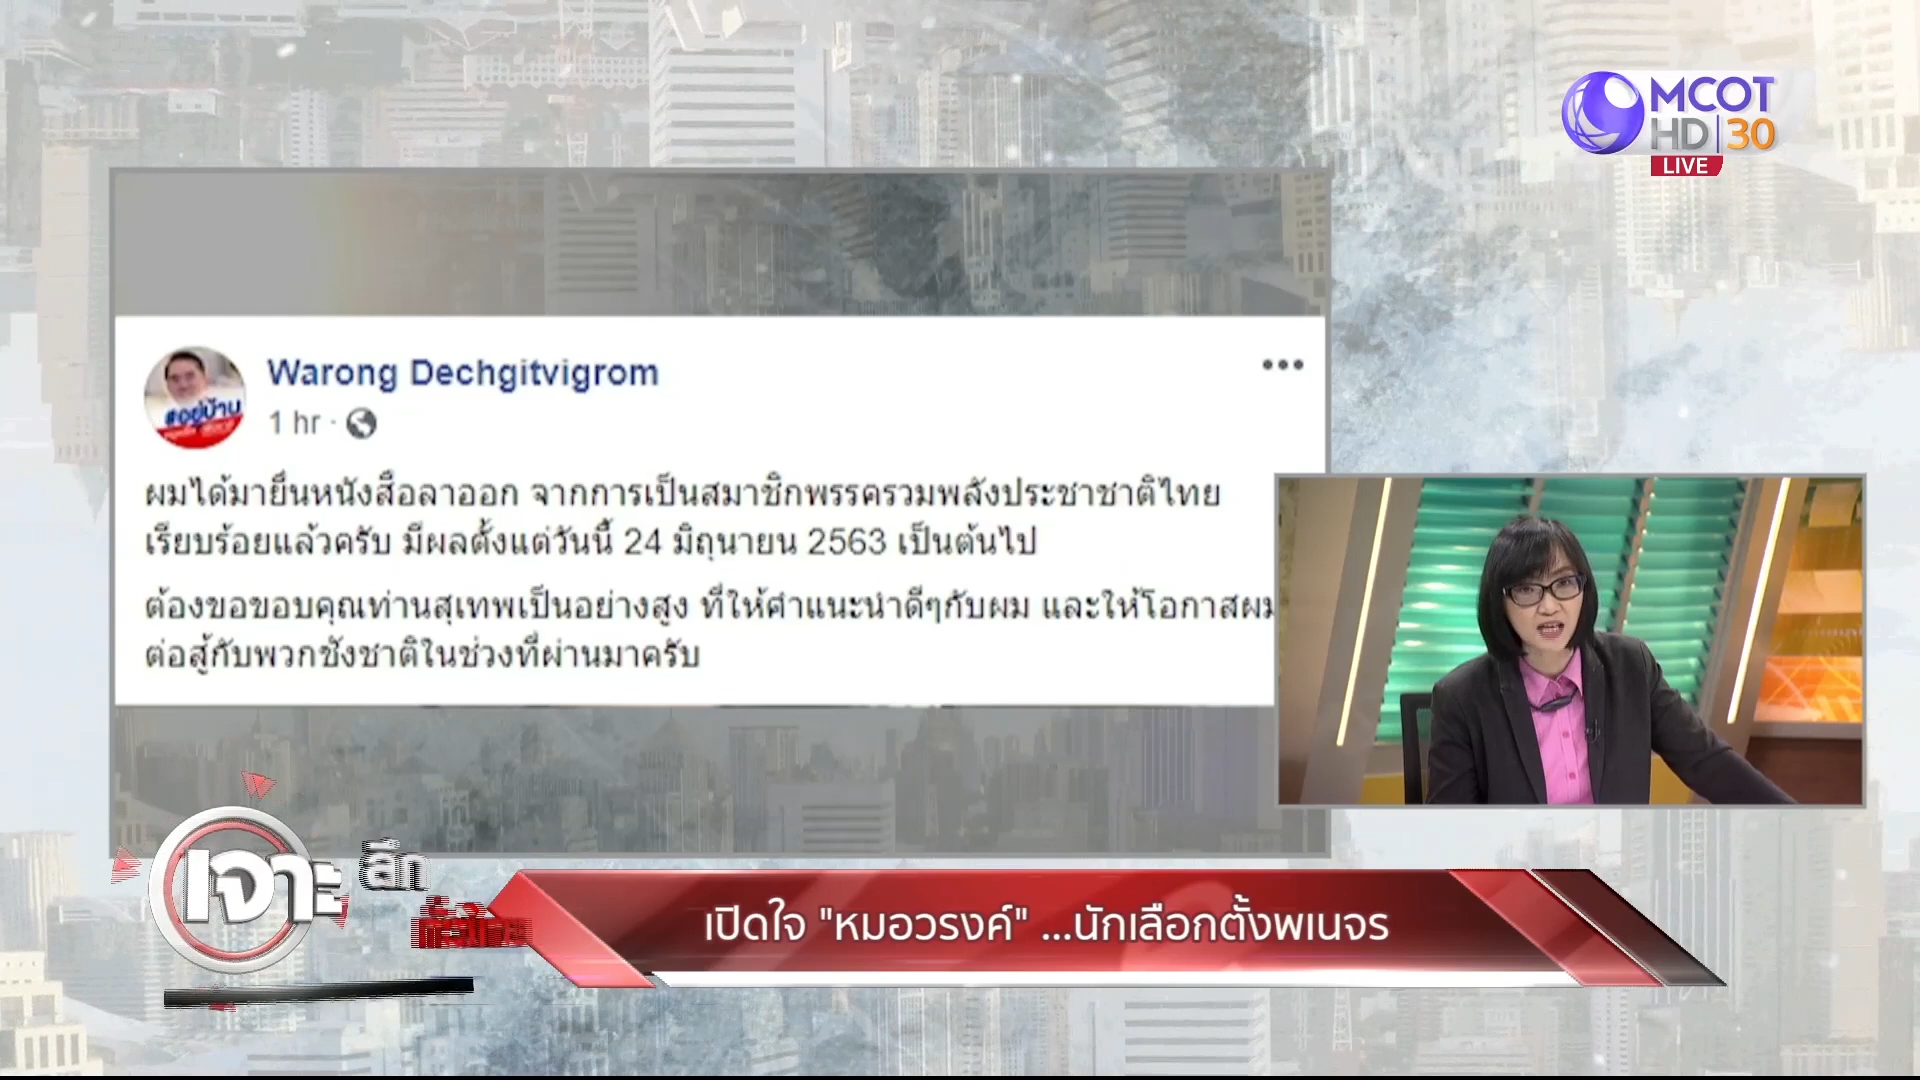 MCOT
HD 30
LIVE
Warong Dechgitvigrom
1 hr ·
#อยู่บ้าน
ผมได้มายื่นหนังสือลาออก จากการเป็นสมาชิกพรรครวมพลังประชาชาติไทย
เรียบร้อยแล้วครับ มีผลตั้งแต่วันนี้ 24 มิถุนายน 2563 เป็นต้นไป
ต้องขอขอบคุณท่านสุเทพเป็นอย่างสูง ที่ให้คำแนะนำดีๆกับผม และให้โอกาสผม
ต่อสู้กับพวกชังชาติในช่วงที่ผ่านมาครับ
เจาะ
ลึก
ทั่วไทย
เปิดใจ "หมอวรงค์" ...นักเลือกตั้งพเนจร